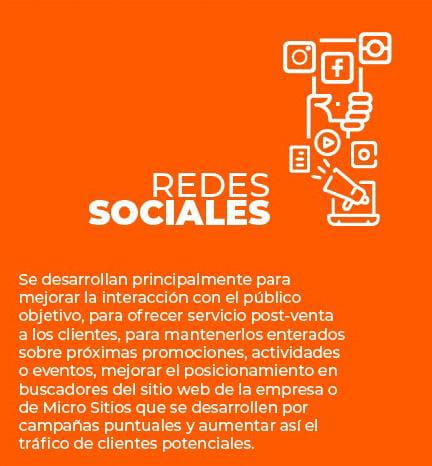 REDES
SOCIALES
Se desarrollan principalmente para
mejorar la interacción con el público
objetivo, para ofrecer servicio post-venta
a los clientes, para mantenerlos enterados
sobre próximas promociones, actividades
o eventos, mejorar el posicionamiento en
buscadores del sitio web de la empresa o
de Micro Sitios que se desarrollen por
campañas puntuales y aumentar así el
tráfico de clientes potenciales.